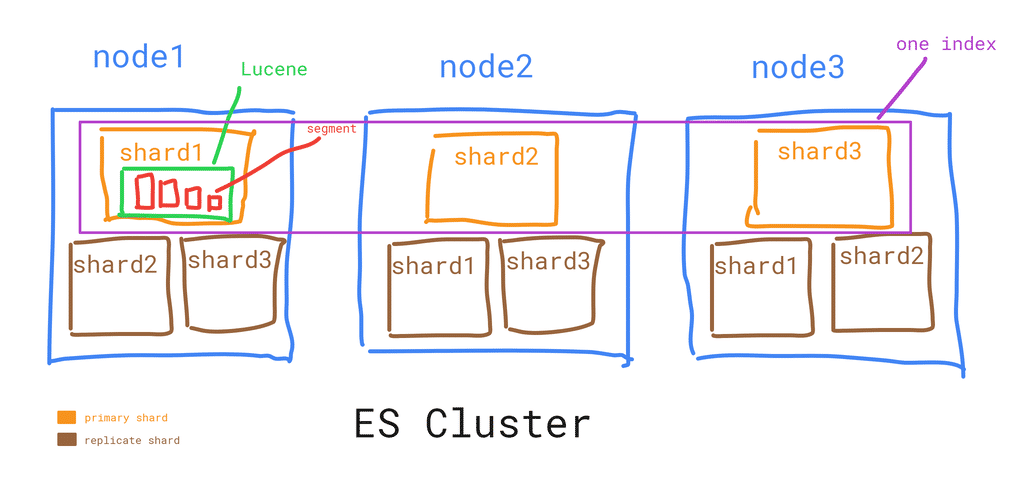 node1
node2
node3
one index
Lucene
segment
shard1
shard2
shard3
shard2
shard3
shard1
shard3
shard1
shard2
ES Cluster
primary shard
replicate shard